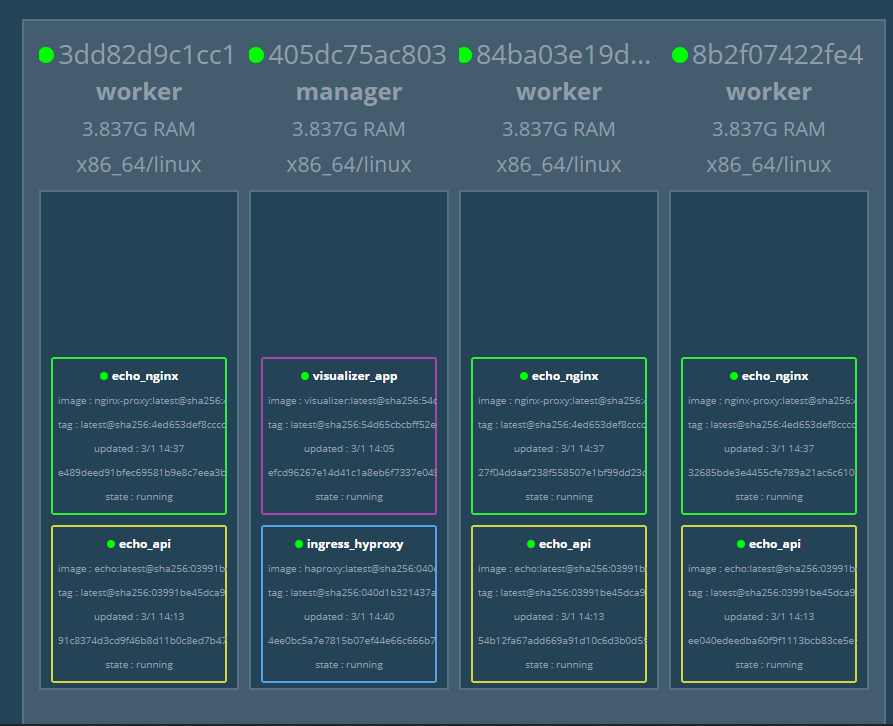 3dd82d9c1cc1
worker
3.837G RAM
x86_64/linux
echo_nginx
image : nginx-proxy:latest@sha256:
tag : latest@sha256:4ed653def8cccc
updated : 3/1 14:37
e489deed91bfec69581b9e8c7eea3b
state : running
echo_api
image : echo:latest@sha256:03991b
tag : latest@sha256:03991be45dca9
updated : 3/1 14:13
91c8374d3cd9f46b8d11b0c8ed7b47
state : running
405dc75ac803
manager
3.837G RAM
x86_64/linux
visualizer_app
image : visualizer:latest@sha256:54c
tag : latest@sha256:54d65cbcbff52e
updated : 3/1 14:05
efcd96267e14d41c1a8eb6f7337e045
state : running
ingress_hyproxy
image : haproxy:latest@sha256:040
tag : latest@sha256:040d1b321437a
updated : 3/1 14:40
4ee0bc5a7e7815b07ef44e66c666b7
state : running
84ba03e19d...
worker
3.837G RAM
x86_64/linux
echo_nginx
image : nginx-proxy:latest@sha256:
tag : latest@sha256:4ed653def8cccc
updated : 3/1 14:37
27f04ddaaf238f558507e1bf99dd23c
state : running
echo_api
image : echo:latest@sha256:03991b
tag : latest@sha256:03991be45dca9
updated : 3/1 14:13
54b12fa67add669a91d10c6d3b0d55
state : running
8b2f07422fe4
worker
3.837G RAM
x86_64/linux
echo_nginx
image : nginx-proxy:latest@sha256:
tag : latest@sha256:4ed653def8cccc
updated : 3/1 14:37
32685bde3e4455cfe789a21ac6c610
state : running
echo_api
image : echo:latest@sha256:03991b
tag : latest@sha256:03991be45dca9
updated : 3/1 14:13
ee040edeedba60f9f1113bcb83ce5e
state : running